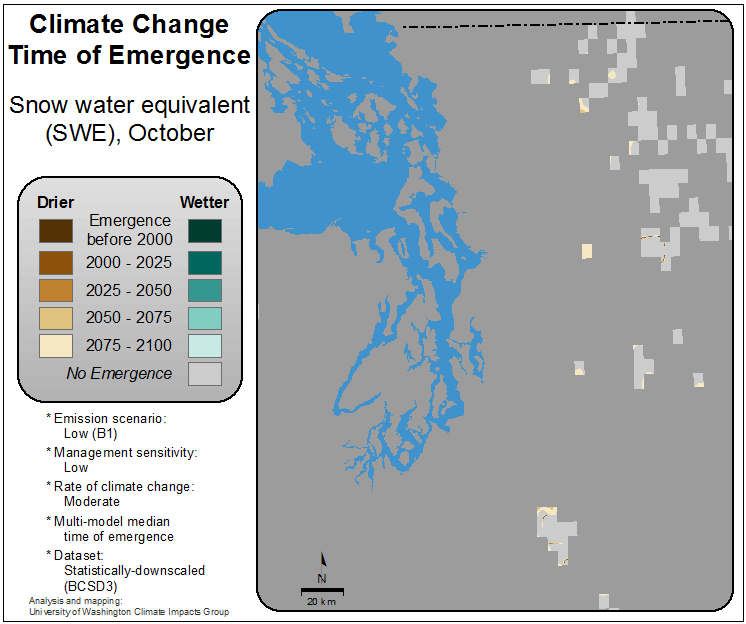 Climate Change
Time of Emergence
Snow water equivalent
(SWE), October
Drier
Wetter
Emergence
before 2000
2000 - 2025
2025 - 2050
2050 - 2075
2075 - 2100
No Emergence
* Emission scenario:
Low (B1)
* Management sensitivity:
Low
* Rate of climate change:
Moderate
* Multi-model median
time of emergence
* Dataset:
Statistically-downscaled
(BCSD3)
Analysis and mapping:
University of Washington Climate Impacts Group
N
20 km